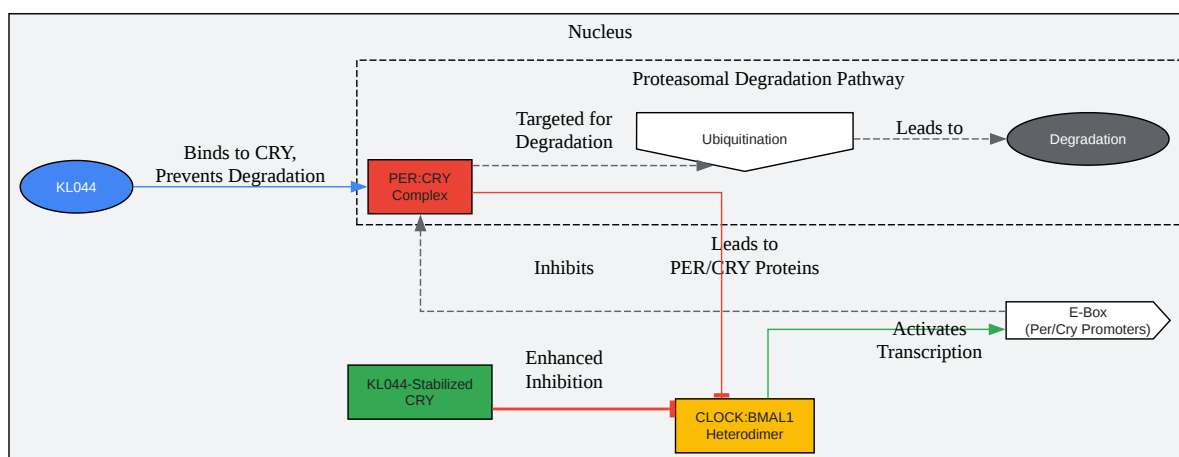 Nucleus
Proteasomal Degradation Pathway
Targeted for
Degradation
Ubiquitination
Leads to
Degradation
Binds to CRY,
Prevents Degradation
KL044
PER:CRY
Complex
Leads to
PER/CRY Proteins
Inhibits
E-Box
(Per/Cry Promoters)
Activates
Transcription
Enhanced
Inhibition
KL044-Stabilized
CRY
CLOCK:BMAL1
Heterodimer